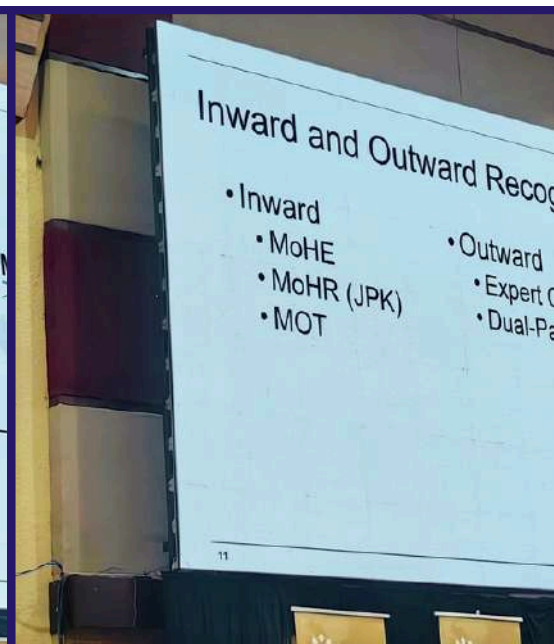 Inward and Outward Recog
• Inward
• MoHE
• MoHR (JPK)
• MOT
• Outward
• Expert
• Dual-Pa
11